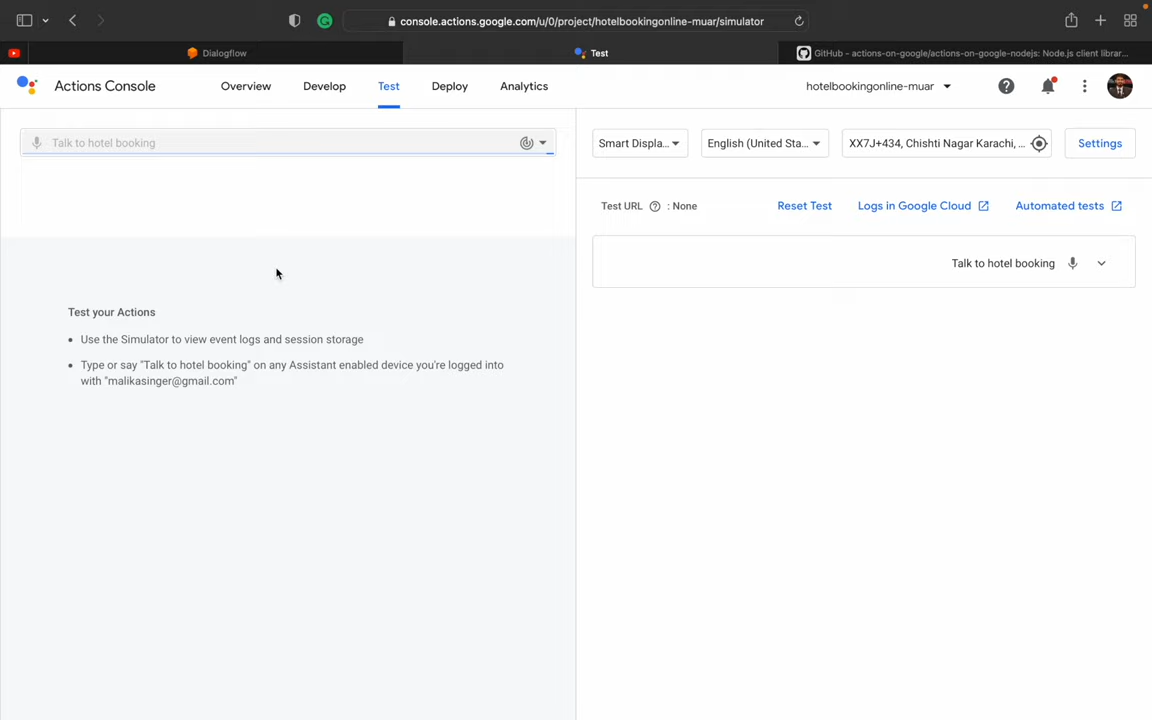 console.actions.google.com/u/0/project/hotelbookingonline-muar/simulator
Dialogflow
Test
GitHub – actions-on-google/actions-on-google-nodejs: Node.js client librar...
Actions Console
Overview
Develop
Test
Deploy
Analytics
hotelbookingonline-muar
Talk to hotel booking
Smart Displa...
English (United Sta...
XX7J+434, Chishti Nagar Karachi, ...
Settings
Test URL : None
Reset Test
Logs in Google Cloud
Automated tests
Talk to hotel booking
Test your Actions
• Use the Simulator to view event logs and session storage
• Type or say "Talk to hotel booking" on any Assistant enabled device you're logged into
with "malikasinger@gmail.com"